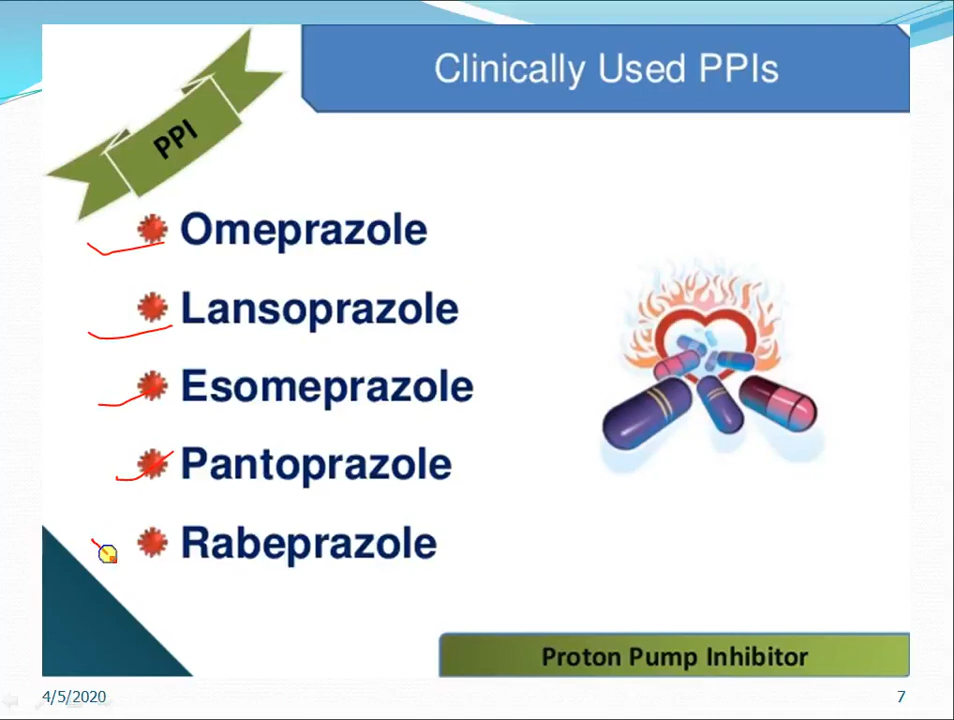 Clinically Used PPIs
PPI
Omeprazole
Lansoprazole
Esomeprazole
Pantoprazole
Rabeprazole
Proton Pump Inhibitor
4/5/2020
7